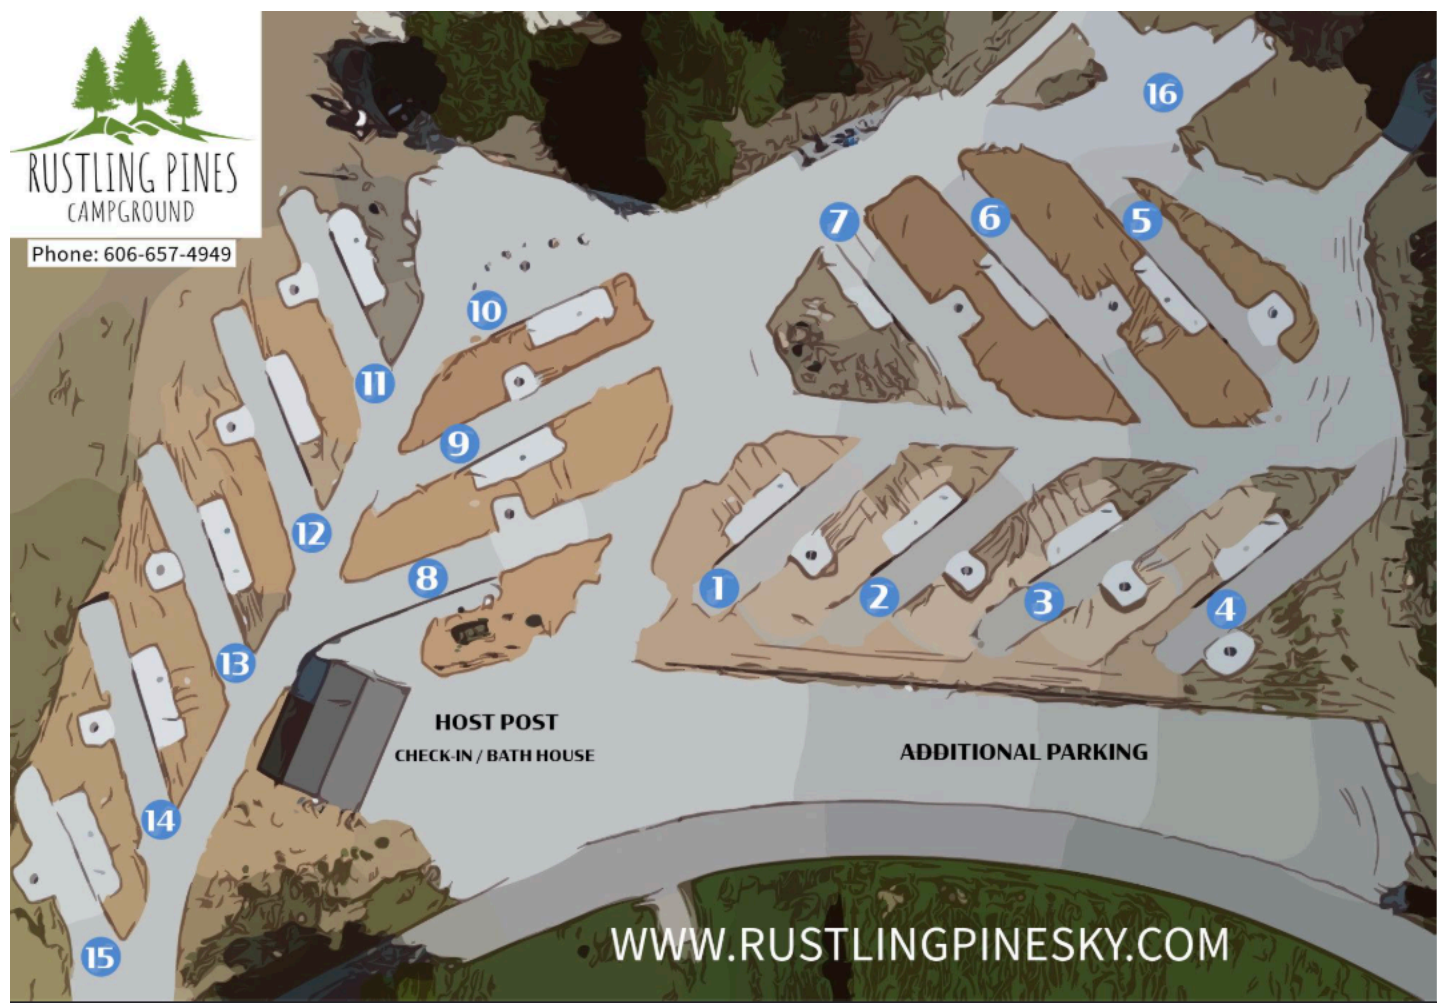 RUSTLING PINES
CAMPGROUND
Phone: 606-657-4949
16
7
6
5
10
11
9
12
8
1
2
3
4
13
14
15
HOST POST
CHECK-IN / BATH HOUSE
ADDITIONAL PARKING
WWW.RUSTLINGPINESKY.COM